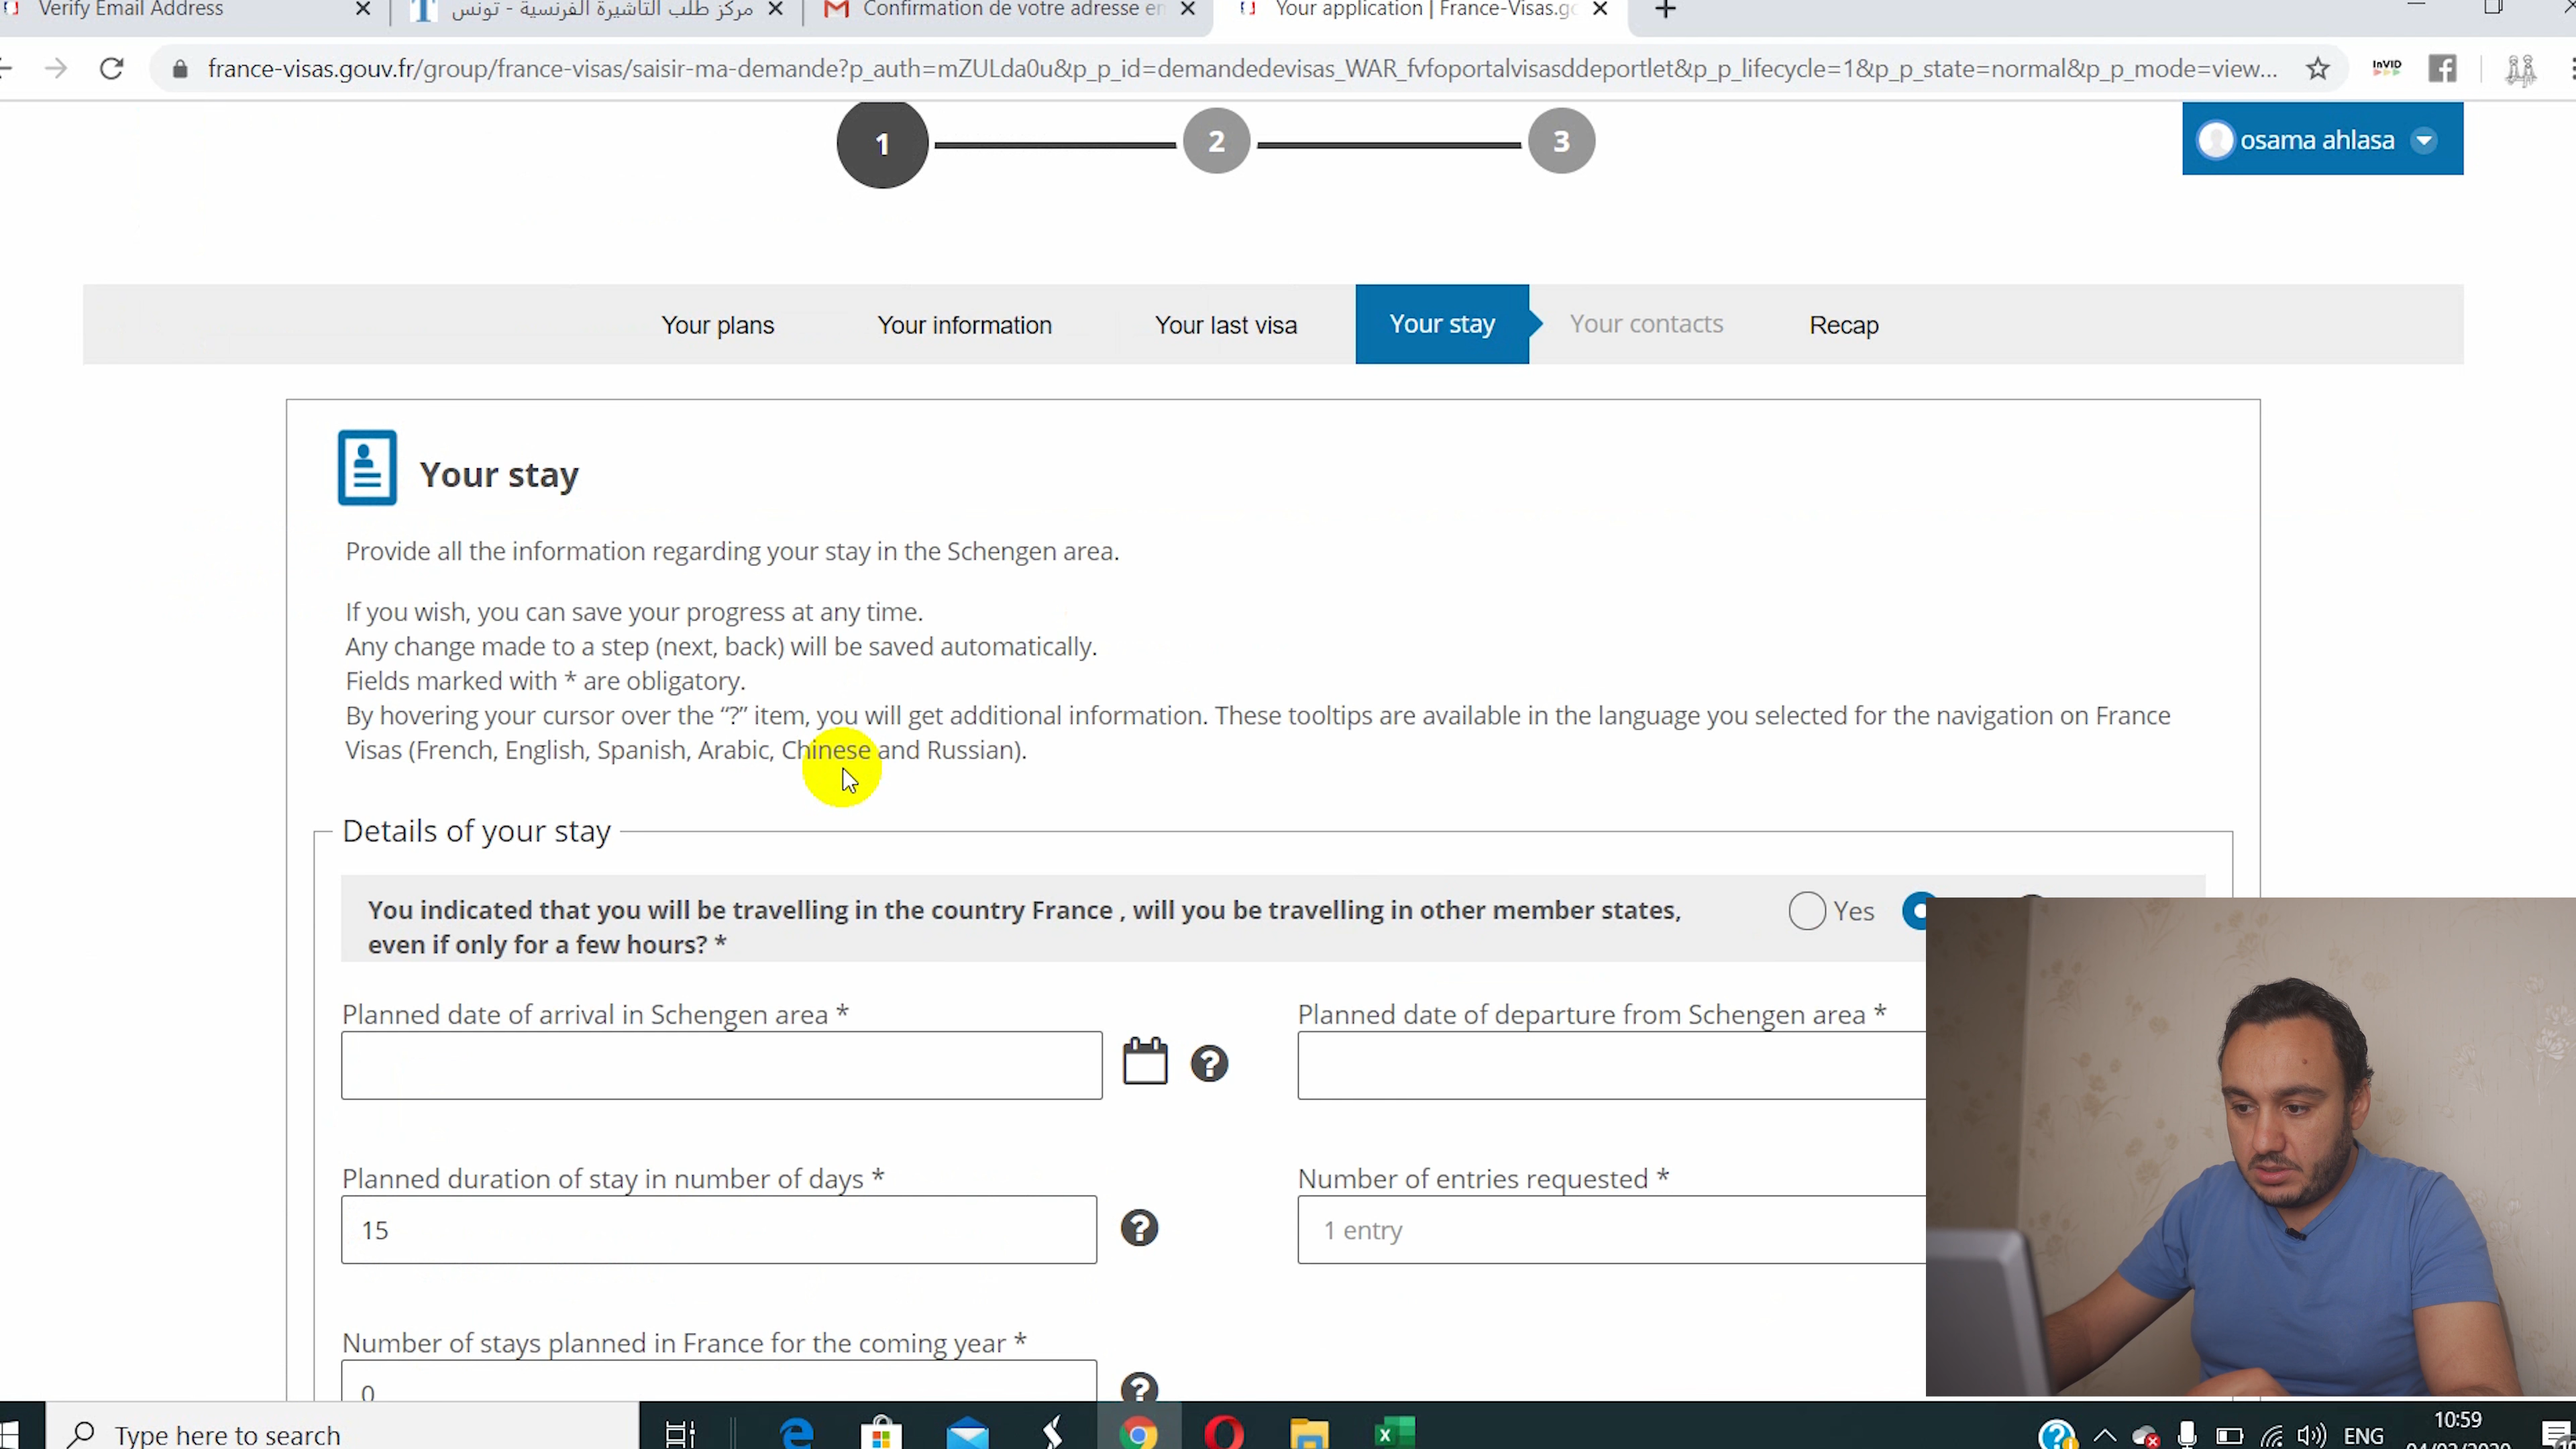 Verify Email Address
مركز طلب التأشيرة الفرنسية - تونس
Confirmation de votre adresse en
Your application | France-Visas.go
france-visas.gouv.fr/group/france-visas/saisir-ma-demande?p_auth=mZULda0u&p_p_id=demandedevisas_WAR_fvfoportalvisasddeportlet&p_p_lifecycle=1&p_p_state=normal&p_p_mode=view...
InVID
1
2
3
osama ahlasa
Your plans
Your information
Your last visa
Your stay
Your contacts
Recap
Your stay
Provide all the information regarding your stay in the Schengen area.
If you wish, you can save your progress at any time.
Any change made to a step (next, back) will be saved automatically.
Fields marked with * are obligatory.
By hovering your cursor over the “?” item, you will get additional information. These tooltips are available in the language you selected for the navigation on France
Visas (French, English, Spanish, Arabic, Chinese and Russian).
Details of your stay
You indicated that you will be travelling in the country France , will you be travelling in other member states,
even if only for a few hours? *
Yes
Planned date of arrival in Schengen area *
Planned date of departure from Schengen area *
Planned duration of stay in number of days *
15
Number of entries requested *
1 entry
Number of stays planned in France for the coming year *
0
Type here to search
ENG
10:59